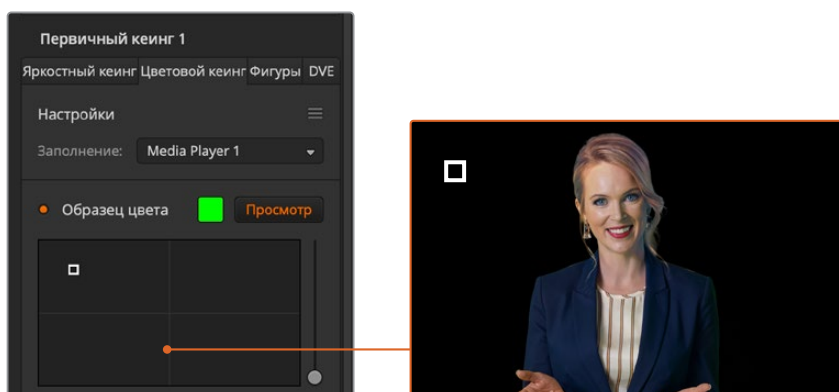 Первичный кеинг 1
Яркостный кеинг Цветовой кеинг Фигуры DVE
Настройки
Заполнение: Media Player 1
Образец цвета Просмотр